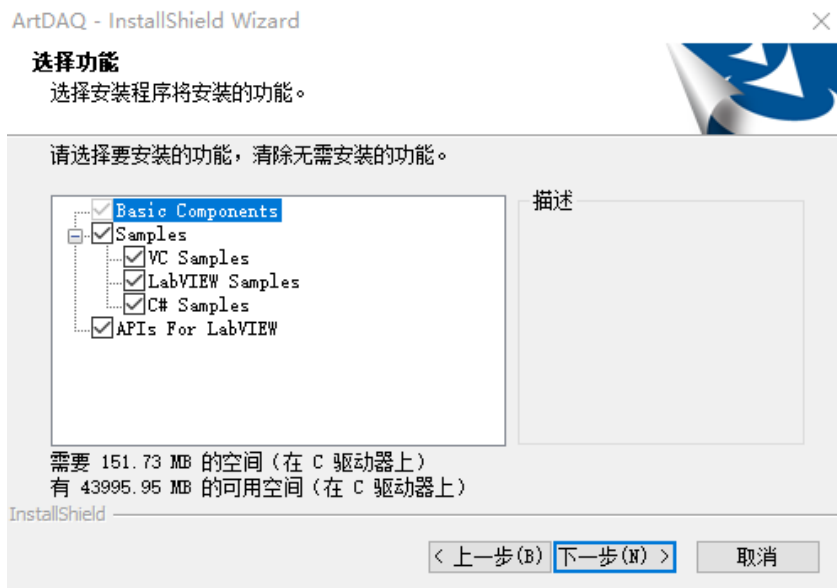 ArtDAQ - InstallShield Wizard
选择功能
选择安装程序将安装的功能。
请选择要安装的功能，清除无需安装的功能。
Basic Components
描述
Samples
VC Samples
LabVIEW Samples
C# Samples
APIs For LabVIEW
需要 151.73 MB 的空间（在 C 驱动器上）
有 43995.95 MB 的可用空间（在 C 驱动器上）
InstallShield
< 上一步(B) 下一步(N) > 取消